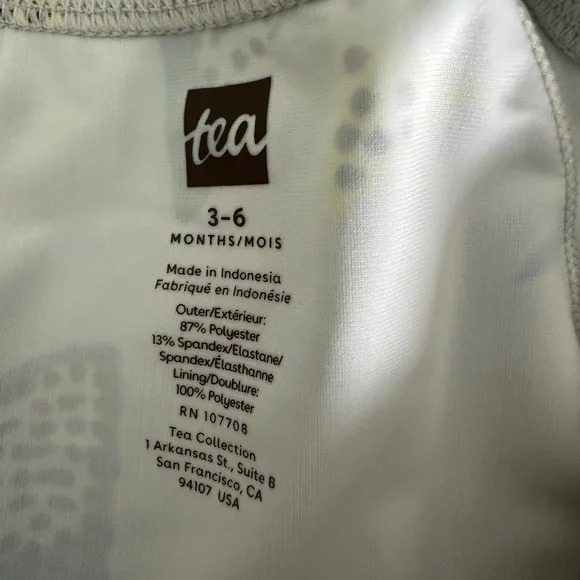 tea
3-6
MONTHS/MOIS
Made in Indonesia
Fabriqué en Indonésie
Outer/Extérieur:
87% Polyester
13% Spandex/Elastane/
Spandex/Élasthanne
Lining/Doublure:
100% Polyester
RN 107708
Tea Collection
1 Arkansas St., Suite B
San Francisco, CA
94107 USA